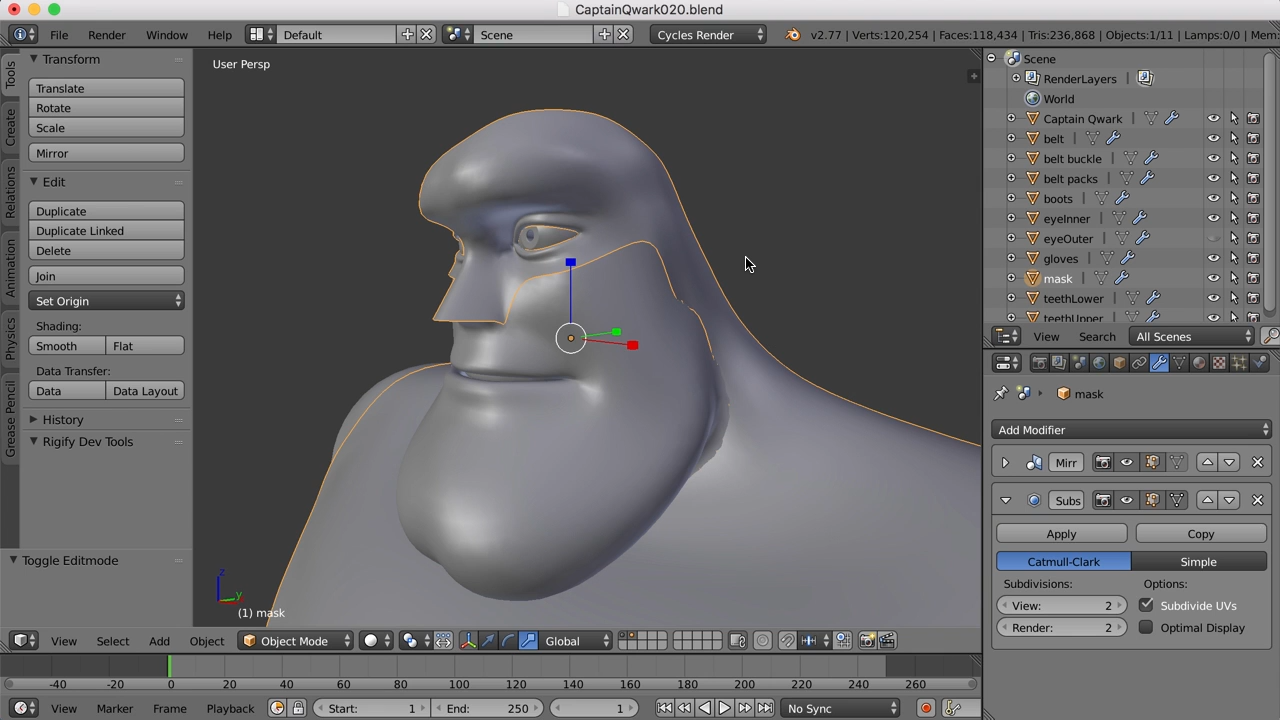 CaptainQwark020.blend
File Render Window Help Default Scene Cycles Render v2.77 | Verts:120,254 | Faces:118,434 | Tris:236,868 | Objects:1/11 | Lamps:0/0 | Mem:
Tools
Create
Relations
Animation
Physics
Grease Pencil
Transform
Translate
Rotate
Scale
Mirror
Edit
Duplicate
Duplicate Linked
Delete
Join
Set Origin
Shading:
Smooth Flat
Data Transfer:
Data Data Layout
History
Rigify Dev Tools
Toggle Editmode
User Persp
z
y
(1) mask
View Select Add Object Object Mode Global
-40 -20 0 20 40 60 80 100 120 140 160 180 200 220 240 260
View Marker Frame Playback Start: 1 End: 250 1 No Sync
Scene
RenderLayers
World
Captain Qwark
belt
belt buckle
belt packs
boots
eyeInner
eyeOuter
gloves
mask
teethLower
teethUpper
View Search All Scenes
mask
Add Modifier
Mirr
Subs
Apply Copy
Catmull-Clark Simple
Subdivisions: Options:
View: 2 Subdivide UVs
Render: 2 Optimal Display